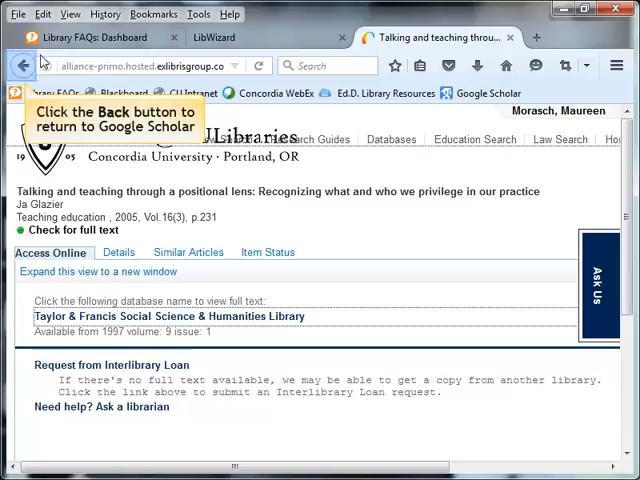 File Edit View History Bookmarks Tools Help
Library FAQs: Dashboard × LibWizard × Talking and teaching throu... × +
alliance-primo.hosted.exlibrisgroup.co Search
Library FAQs Blackboard CU Intranet Concordia WebEx Ed.D. Library Resources Google Scholar
Click the Back button to
return to Google Scholar
Morasch, Maureen
Libraries
Research Guides Databases Education Search Law Search
19 05 Concordia University · Portland, OR
Talking and teaching through a positional lens: Recognizing what and who we privilege in our practice
Ja Glazier
Teaching education , 2005, Vol.16(3), p.231
Check for full text
Access Online Details Similar Articles Item Status
Expand this view to a new window
Ask Us
Click the following database name to view full text:
Taylor & Francis Social Science & Humanities Library
Available from 1997 volume: 9 issue: 1
Request from Interlibrary Loan
If there's no full text available, we may be able to get a copy from another library.
Click the link above to submit an Interlibrary Loan request.
Need help? Ask a librarian